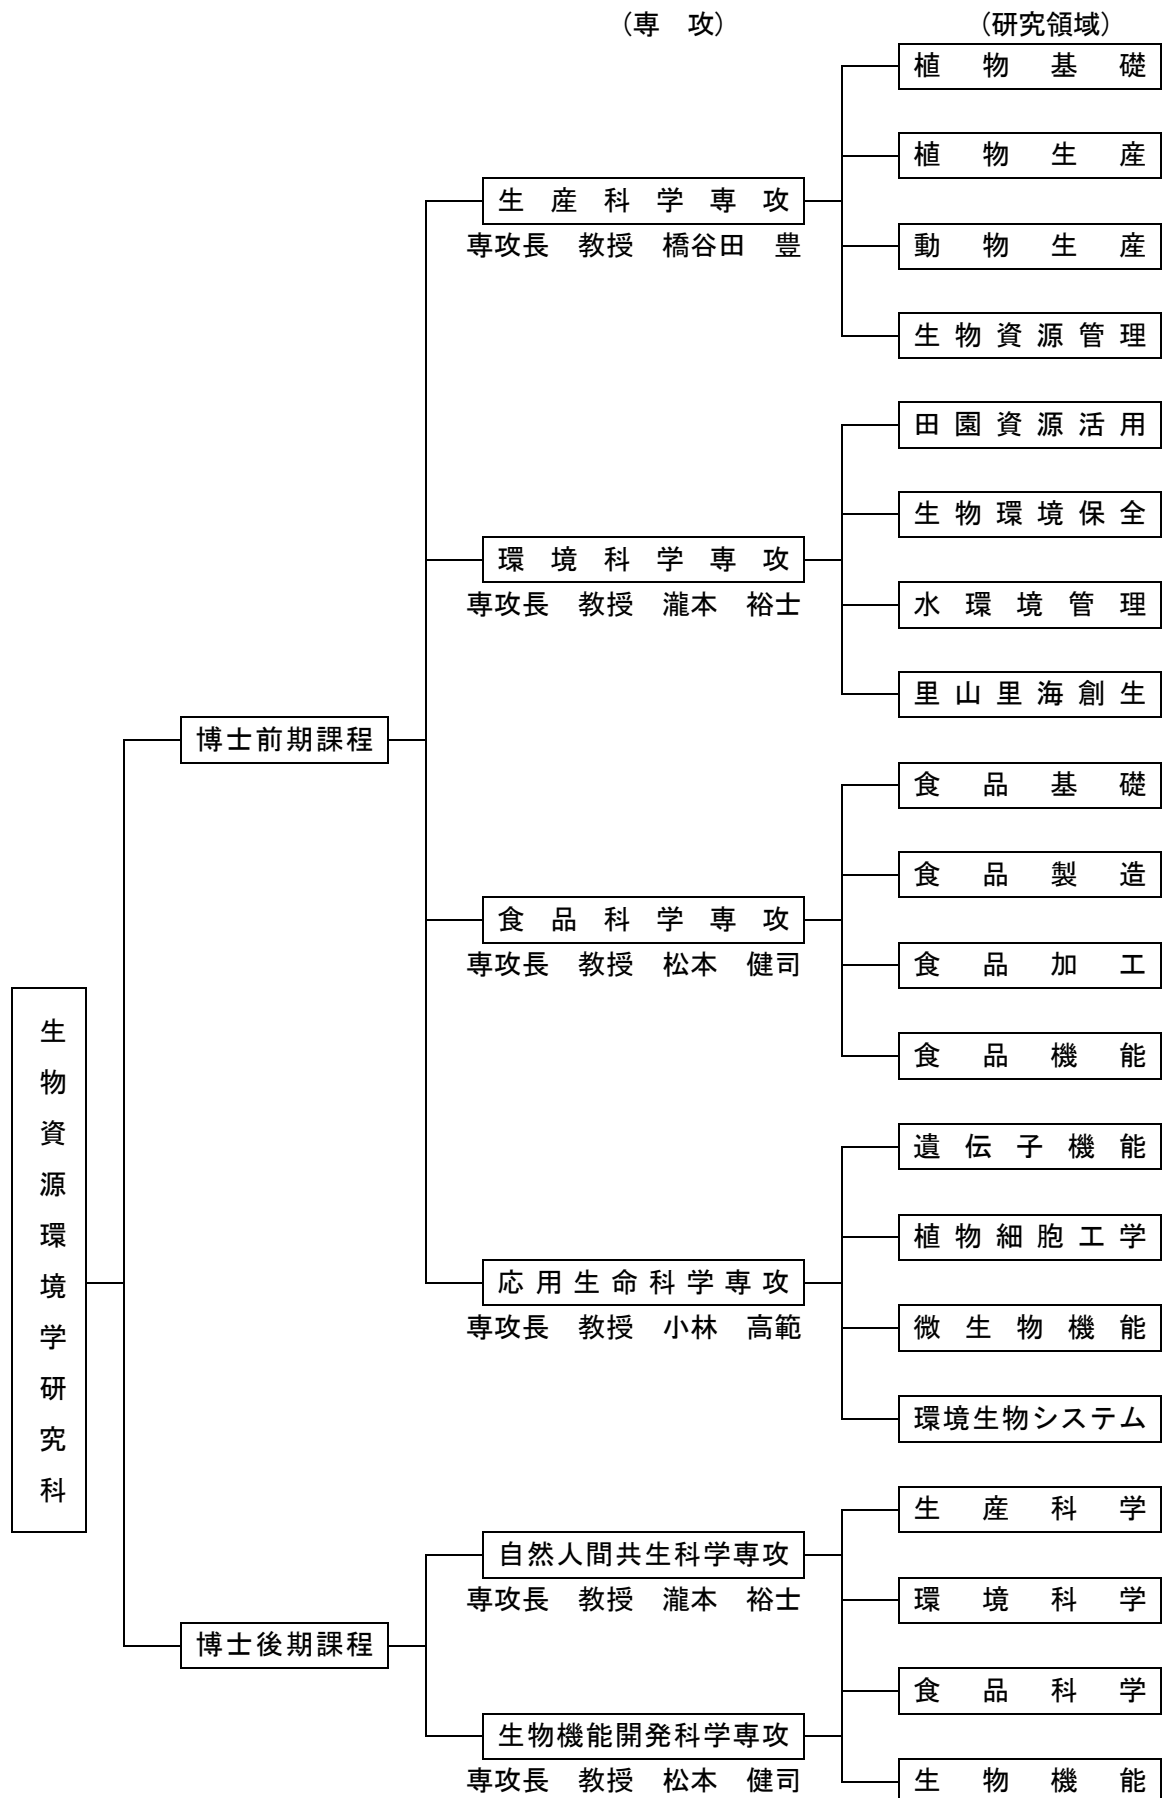 （専　攻）
（研究領域）
生物資源環境学研究科
博士前期課程
生産科学専攻
専攻長　教授　橋谷田　豊
植物基礎
植物生産
動物生産
生物資源管理
環境科学専攻
専攻長　教授　瀧本　裕士
田園資源活用
生物環境保全
水環境管理
里山里海創生
食品科学専攻
専攻長　教授　松本　健司
食品基礎
食品製造
食品加工
食品機能
応用生命科学専攻
専攻長　教授　小林　高範
遺伝子機能
植物細胞工学
微生物機能
環境生物システム
博士後期課程
自然人間共生科学専攻
専攻長　教授　瀧本　裕士
生物機能開発科学専攻
専攻長　教授　松本　健司
生産科学
環境科学
食品科学
生物機能